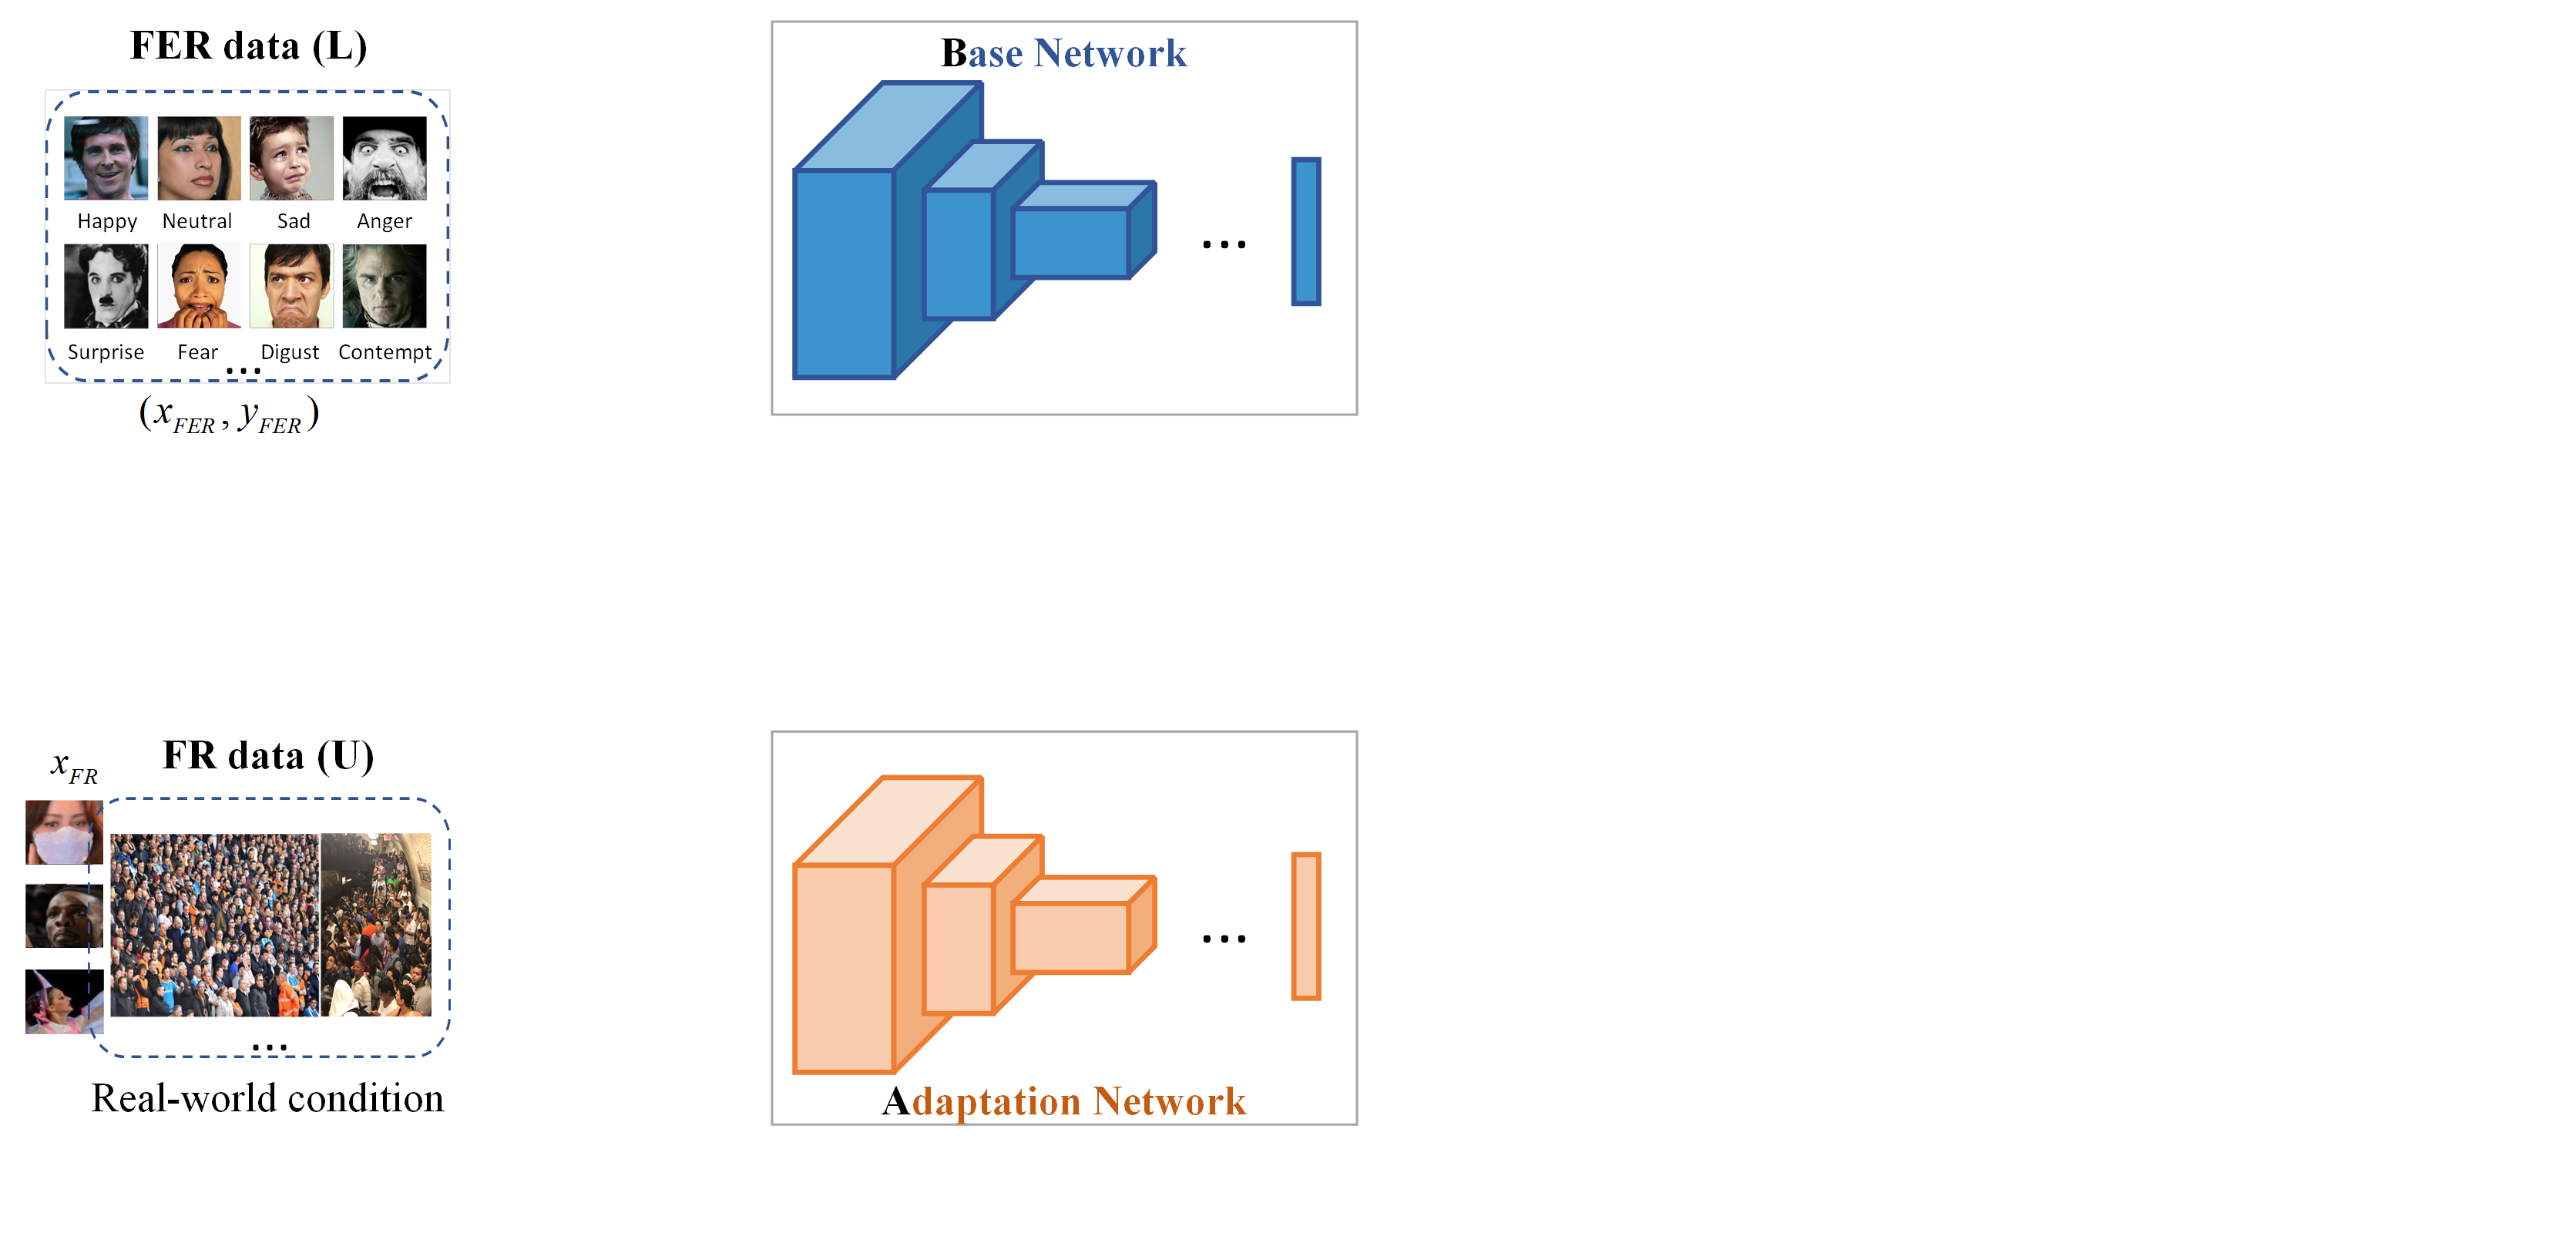 FER data (L)
Happy Neutral Sad Anger
Surprise Fear Digust Contempt
...
(x_FER, y_FER)
Base Network
...
x_FR
FR data (U)
...
Real-world condition
...
Adaptation Network